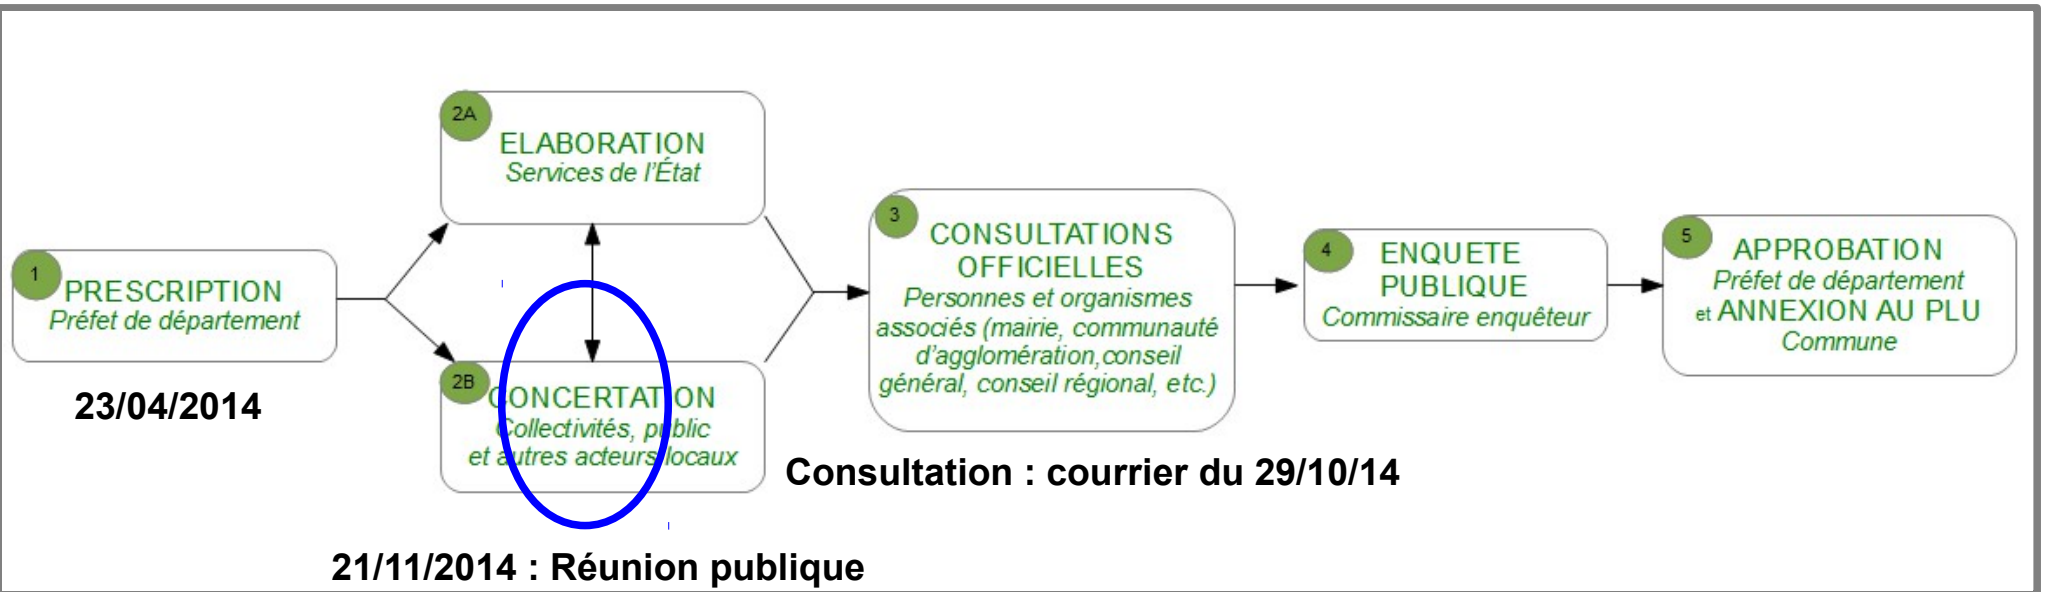 1
PRESCRIPTION
Préfet de département
23/04/2014
2A
ELABORATION
Services de l'État
2B
CONCERTATION
Collectivités, public
et autres acteurs locaux
21/11/2014 : Réunion publique
3
CONSULTATIONS
OFFICIELLES
Personnes et organismes
associés (mairie, communauté
d'agglomération,conseil
général, conseil régional, etc.)
Consultation : courrier du 29/10/14
4
ENQUETE
PUBLIQUE
Commissaire enquêteur
5
APPROBATION
Préfet de département
et ANNEXION AU PLU
Commune